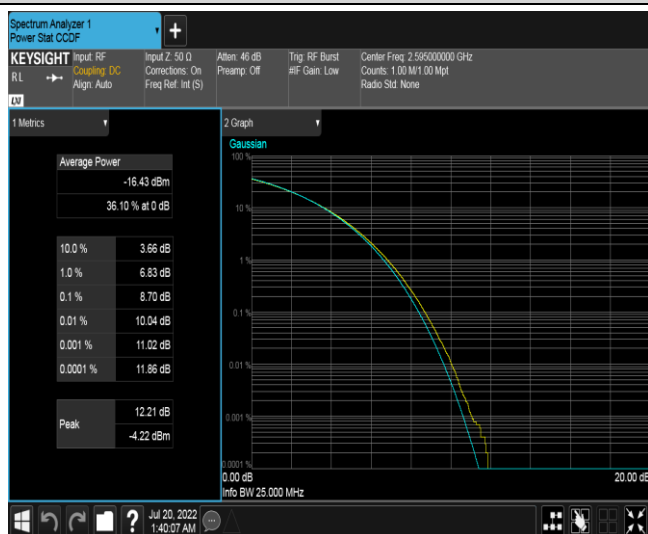 Spectrum Analyzer 1
Power Stat CCDF
+
KEYSIGHT
RL
LXI
Input: RF
Coupling: DC
Align: Auto
Input Z: 50 Ω
Corrections: On
Freq Ref: Int (S)
Atten: 46 dB
Preamp: Off
Trig: RF Burst
#IF Gain: Low
Center Freq: 2.595000000 GHz
Counts: 1.00 M/1.00 Mpt
Radio Std: None
1 Metrics
Average Power
-16.43 dBm
36.10 % at 0 dB
10.0 % 3.66 dB
1.0 % 6.83 dB
0.1 % 8.70 dB
0.01 % 10.04 dB
0.001 % 11.02 dB
0.0001 % 11.86 dB
Peak
12.21 dB
-4.22 dBm
2 Graph
Gaussian
100 %
10 %
1 %
0.1 %
0.01 %
0.001 %
0.0001 %
0.00 dB 20.00 dB
Info BW 25.000 MHz
?
Jul 20, 2022
1:40:07 AM